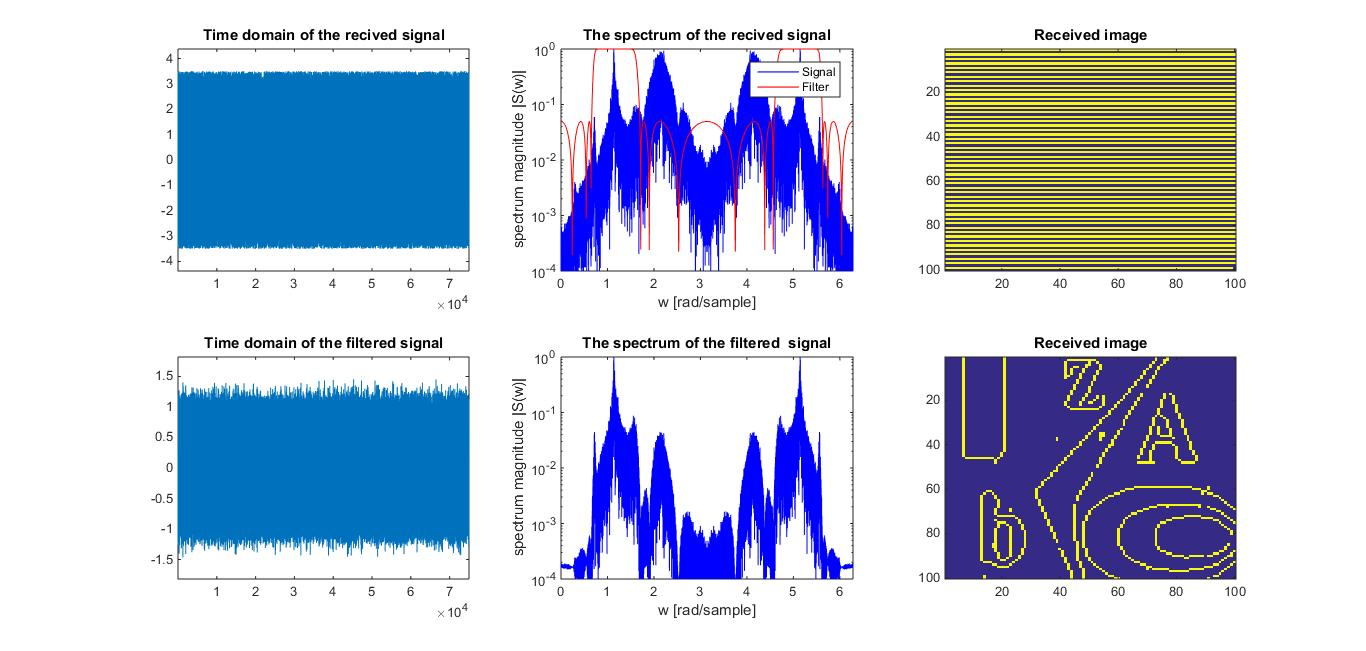 Time domain of the recived signal
4
3
2
1
0
-1
-2
-3
-4
1 2 3 4 5 6 7
×10^4
The spectrum of the recived signal
spectrum magnitude |S(w)|
10^0
10^-1
10^-2
10^-3
10^-4
Signal
Filter
0 1 2 3 4 5 6
w [rad/sample]
Received image
20
40
60
80
100
20 40 60 80 100
Time domain of the filtered signal
1.5
1
0.5
0
-0.5
-1
-1.5
1 2 3 4 5 6 7
×10^4
The spectrum of the filtered  signal
spectrum magnitude |S(w)|
10^0
10^-1
10^-2
10^-3
10^-4
0 1 2 3 4 5 6
w [rad/sample]
Received image
20
40
60
80
100
z
A
b
20 40 60 80 100